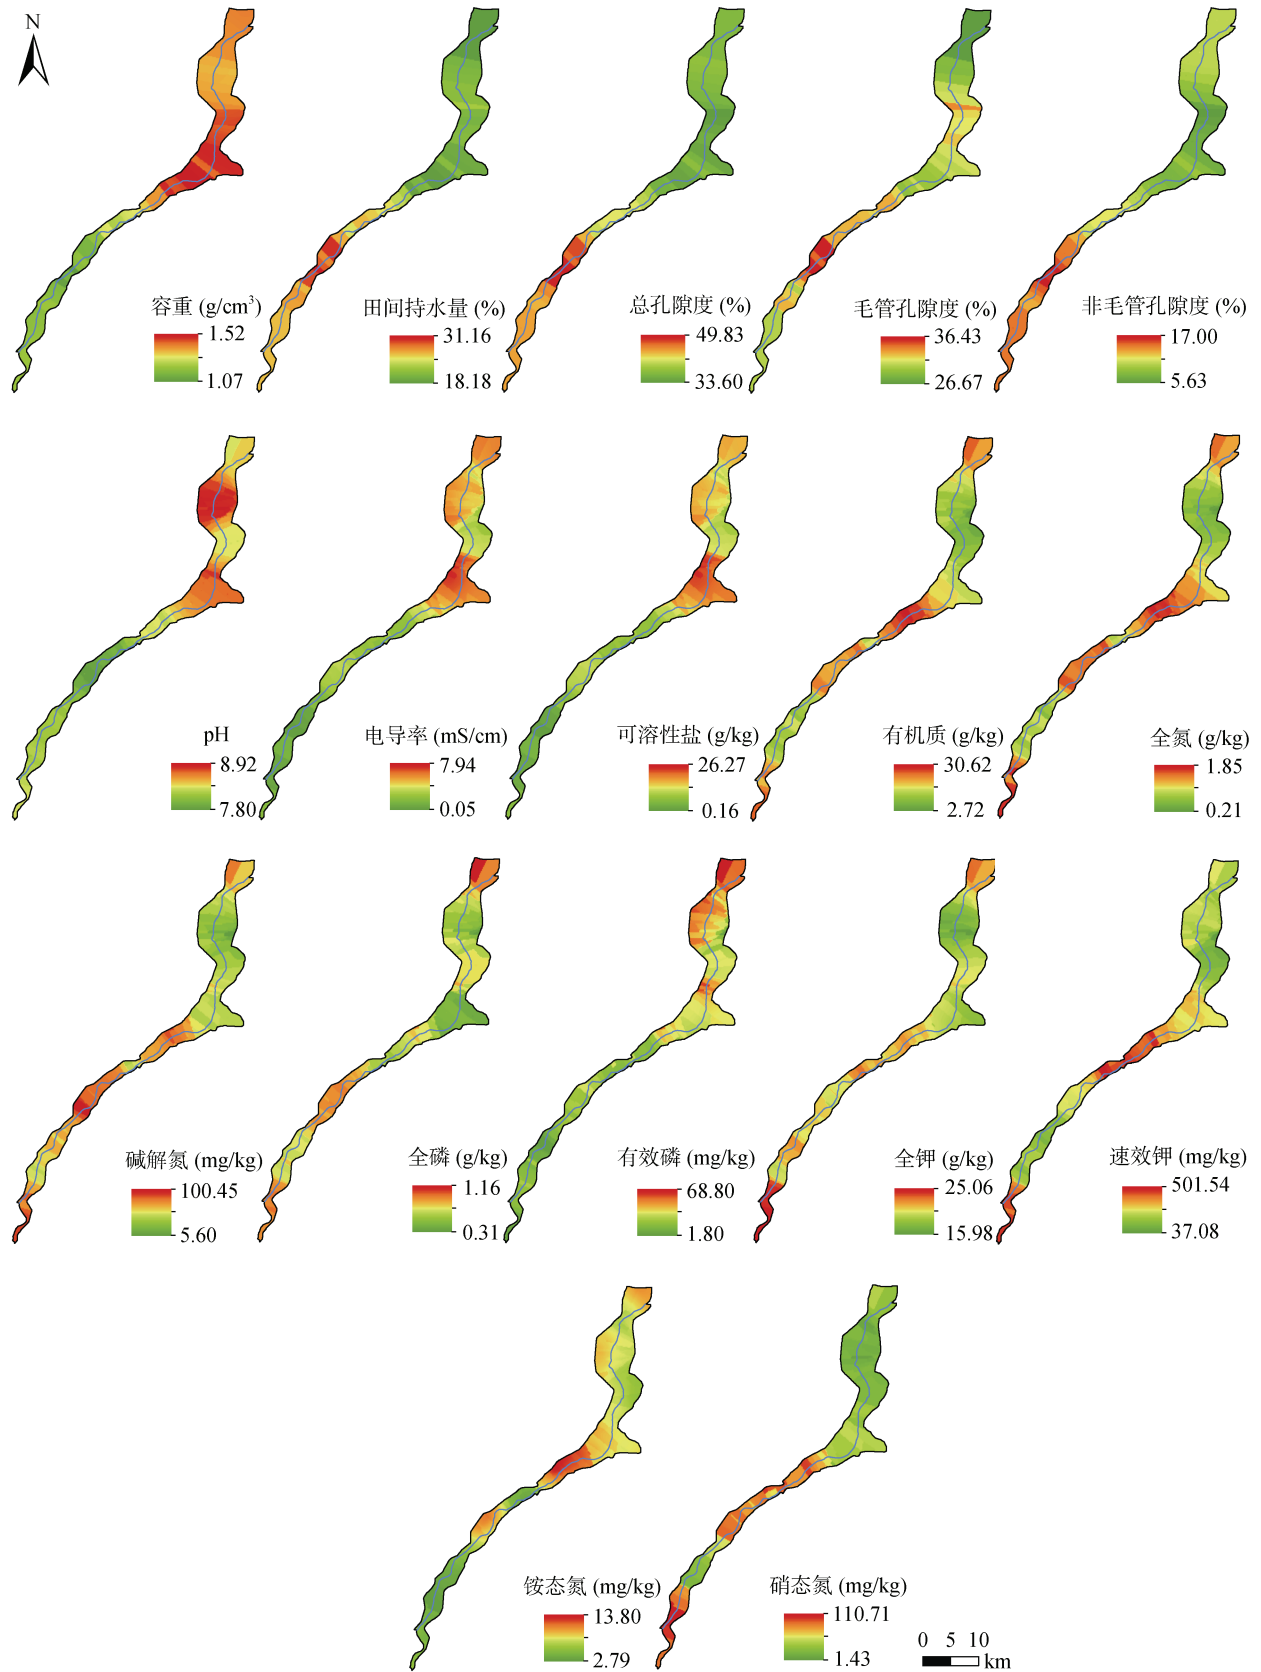 N
容重 (g/cm³)
1.52
1.07
田间持水量 (%)
31.16
18.18
总孔隙度 (%)
49.83
33.60
毛管孔隙度 (%)
36.43
26.67
非毛管孔隙度 (%)
17.00
5.63
pH
8.92
7.80
电导率 (mS/cm)
7.94
0.05
可溶性盐 (g/kg)
26.27
0.16
有机质 (g/kg)
30.62
2.72
全氮 (g/kg)
1.85
0.21
碱解氮 (mg/kg)
100.45
5.60
全磷 (g/kg)
1.16
0.31
有效磷 (mg/kg)
68.80
1.80
全钾 (g/kg)
25.06
15.98
速效钾 (mg/kg)
501.54
37.08
铵态氮 (mg/kg)
13.80
2.79
硝态氮 (mg/kg)
110.71
1.43
0 5 10
km